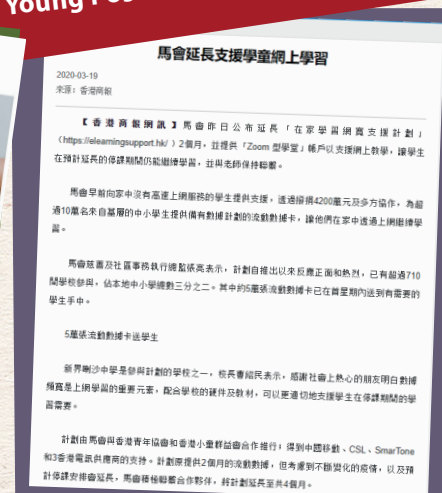 Young
馬會延長支援學童網上學習
2020-03-19
來源：香港商報
【香港商報網訊】馬會昨日公布延長「在家學習網寬支援計劃」
（https://elearningsupport.hk/）2個月，並提供「Zoom 型學堂」帳戶以支援網上教學，讓學生
在預計延長的停課期間仍能繼續學習，並與老師保持聯繫。
馬會早前向家中沒有高速上網服務的學生提供支援，透過撥捐4200萬元及多方協作，為超
過10萬名來自基層的中小學生提供備有數據計劃的流動數據卡，讓他們在家中透過上網繼續學
習。
馬會慈善及社區事務執行總監張亮表示，計劃自推出以來反應正面和熱烈，已有超過710
間學校參與，佔本地中小學總數三分之二。其中約5萬張流動數據卡已在首星期內送到有需要的
學生手中。
5萬張流動數據卡送學生
新界喇沙中學是參與計劃的學校之一，校長曹紹民表示，感謝社會上熱心的朋友明白數據
頻寬是上網學習的重要元素，配合學校的硬件及教材，可以更適切地支援學生在停課期間的學
習需要。
計劃由馬會與香港青年協會和香港小童群益會合作推行；得到中國移動、CSL、SmarTone
和3香港電訊供應商的支持。計劃原提供2個月的流動數據，但考慮到不斷變化的疫情，以及預
計停課安排會延長，馬會積極聯繫合作夥伴，將計劃延長至共4個月。